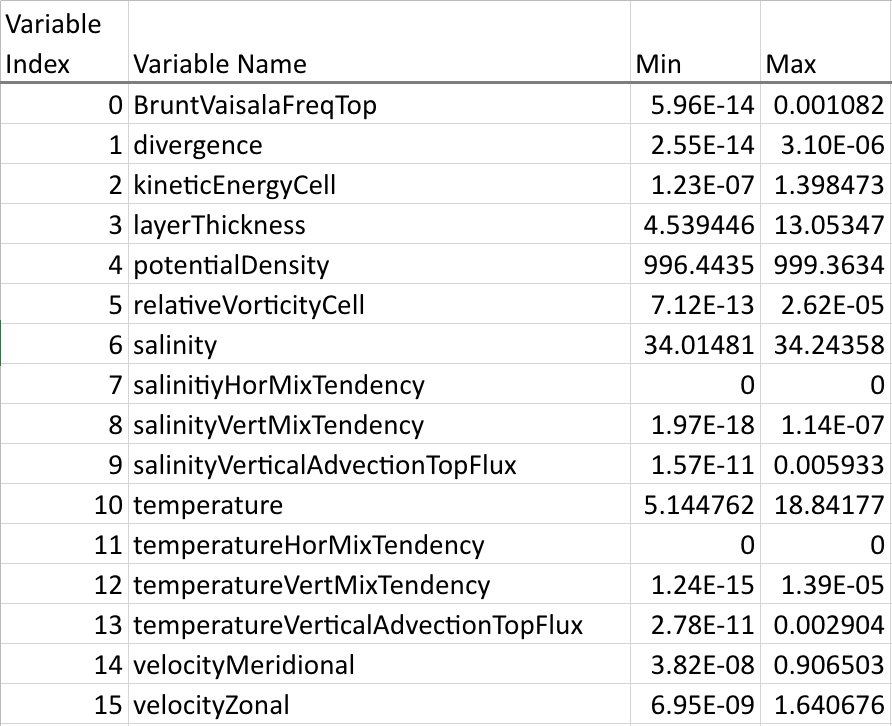 Variable
Index Variable Name Min Max
0 BruntVaisalaFreqTop 5.96E-14 0.001082
1 divergence 2.55E-14 3.10E-06
2 kineticEnergyCell 1.23E-07 1.398473
3 layerThickness 4.539446 13.05347
4 potentialDensity 996.4435 999.3634
5 relativeVorticityCell 7.12E-13 2.62E-05
6 salinity 34.01481 34.24358
7 salinitiyHorMixTendency 0 0
8 salinityVertMixTendency 1.97E-18 1.14E-07
9 salinityVerticalAdvectionTopFlux 1.57E-11 0.005933
10 temperature 5.144762 18.84177
11 temperatureHorMixTendency 0 0
12 temperatureVertMixTendency 1.24E-15 1.39E-05
13 temperatureVerticalAdvectionTopFlux 2.78E-11 0.002904
14 velocityMeridional 3.82E-08 0.906503
15 velocityZonal 6.95E-09 1.640676